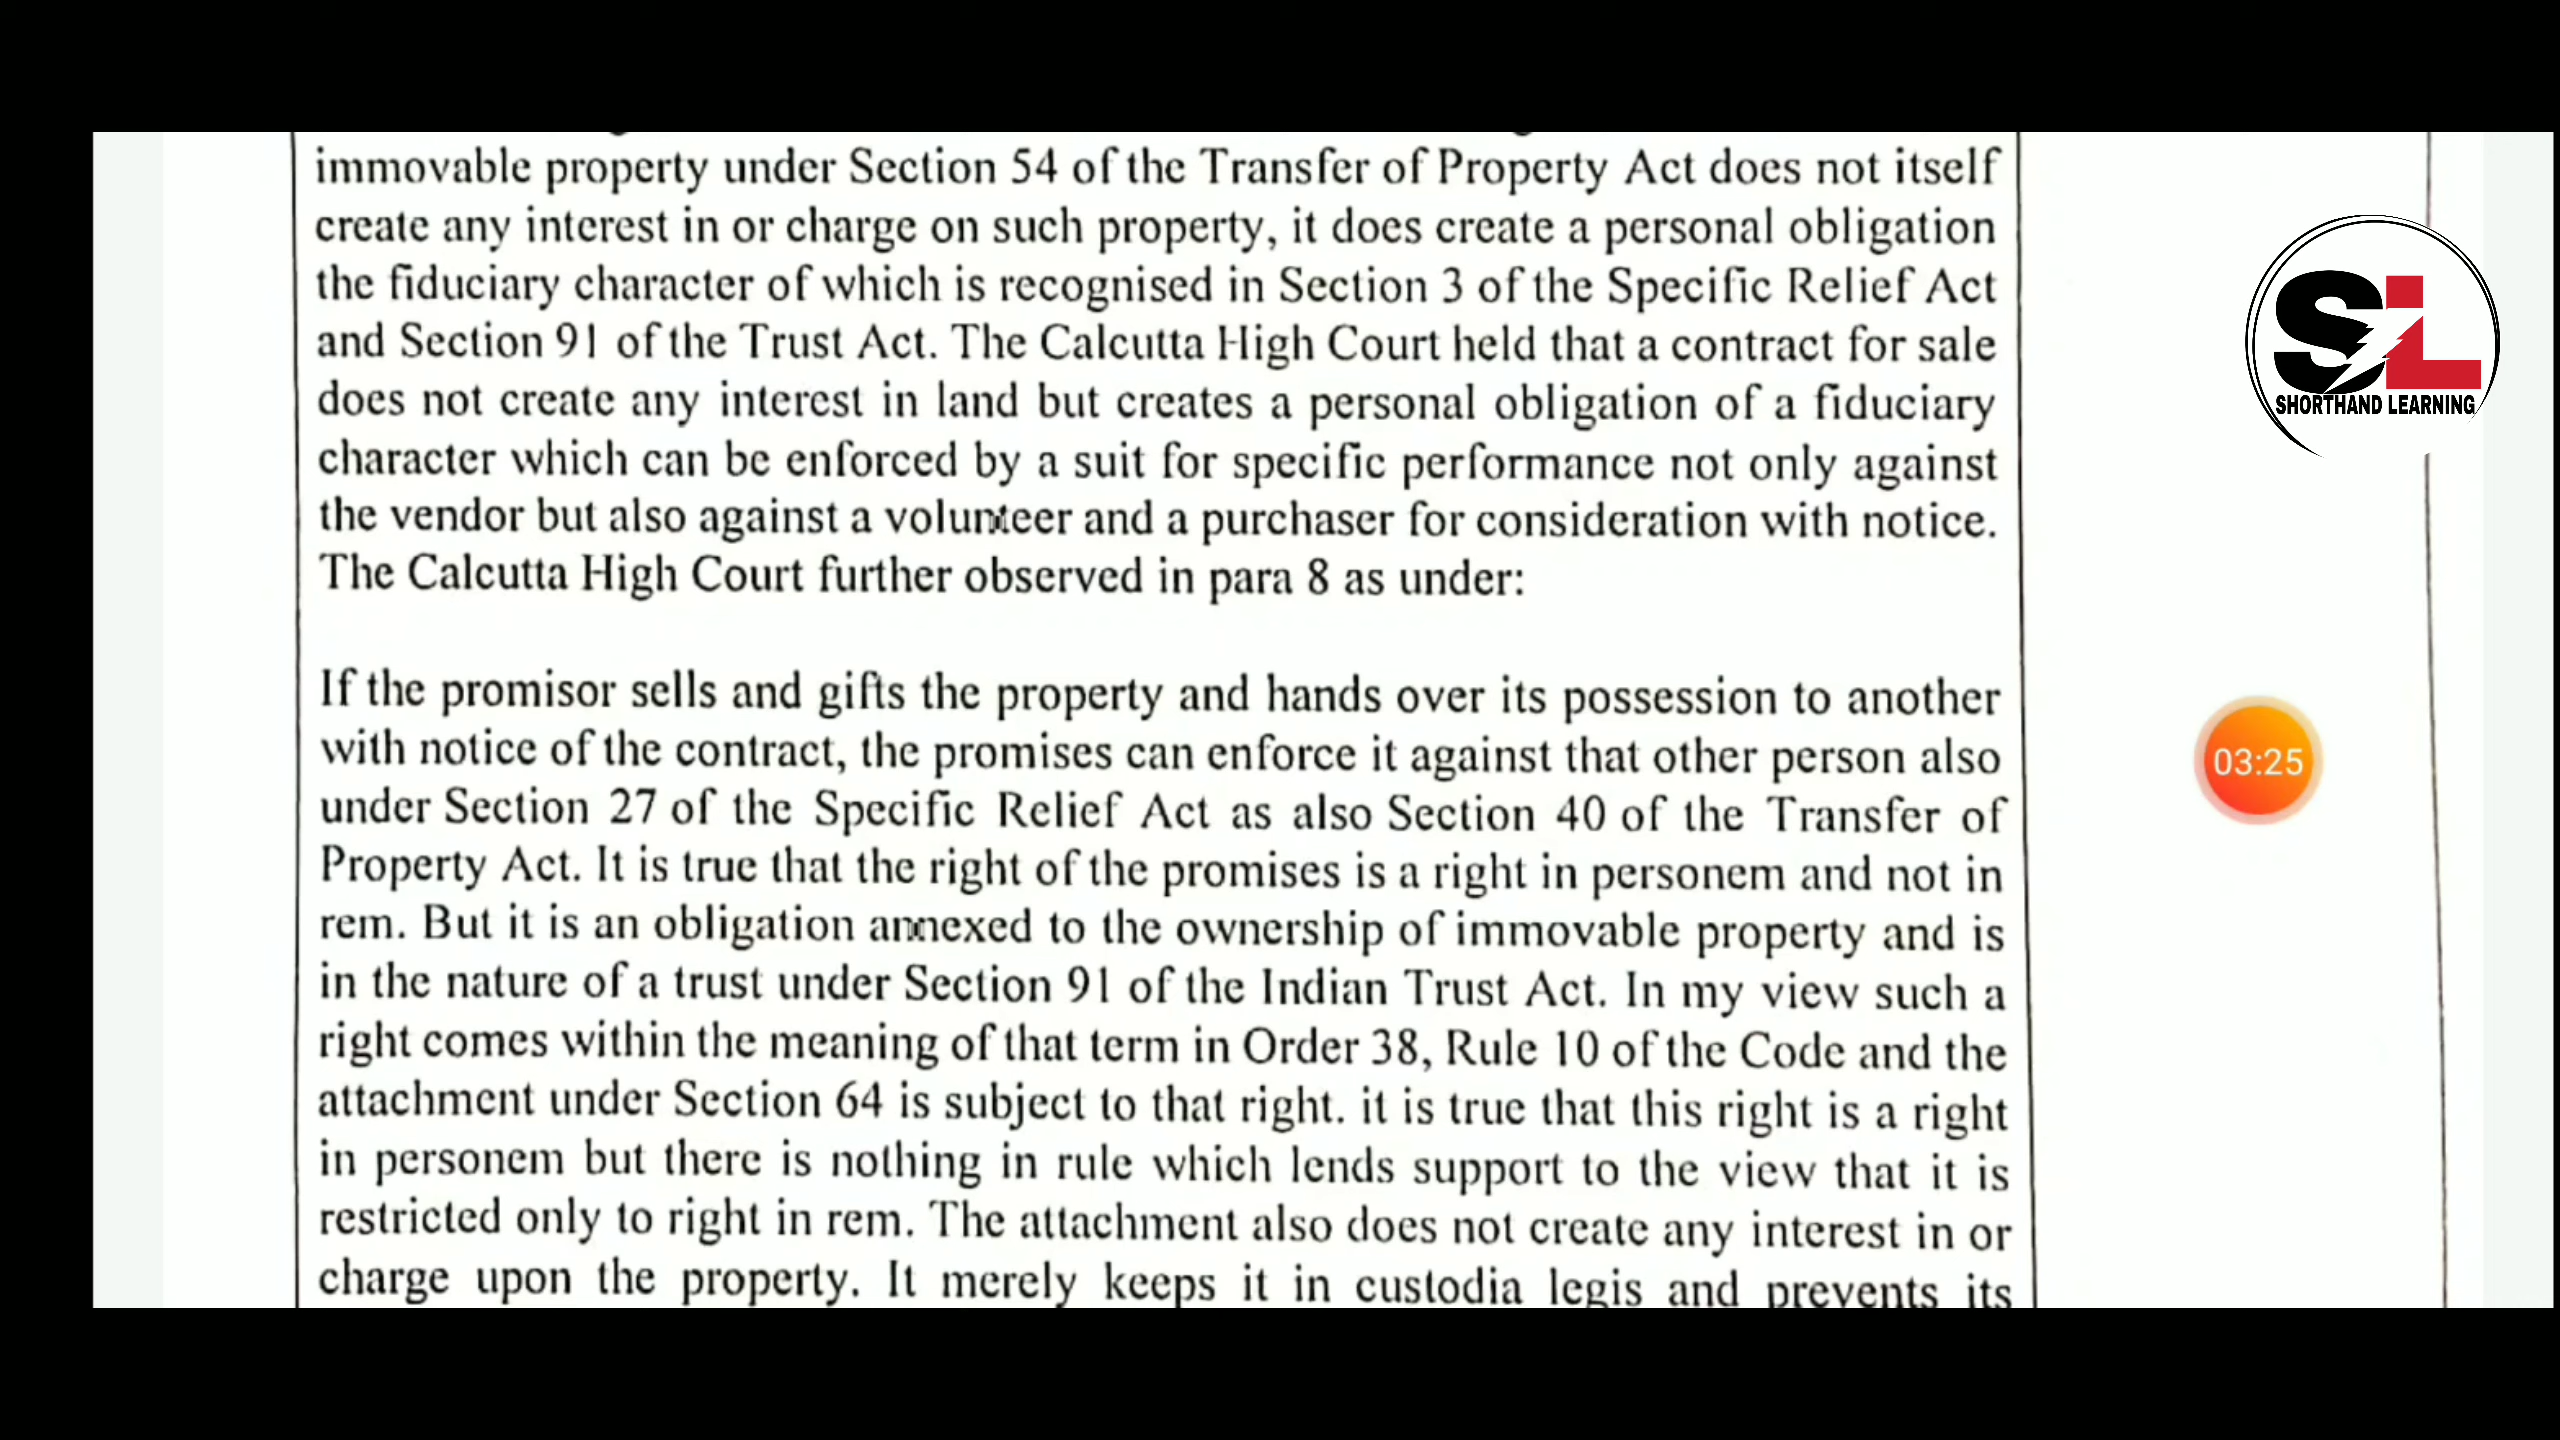 immovable property under Section 54 of the Transfer of Property Act does not itself
create any interest in or charge on such property, it does create a personal obligation
the fiduciary character of which is recognised in Section 3 of the Specific Relief Act
and Section 91 of the Trust Act. The Calcutta High Court held that a contract for sale
does not create any interest in land but creates a personal obligation of a fiduciary
character which can be enforced by a suit for specific performance not only against
the vendor but also against a volunteer and a purchaser for consideration with notice.
The Calcutta High Court further observed in para 8 as under:
If the promisor sells and gifts the property and hands over its possession to another
with notice of the contract, the promises can enforce it against that other person also
under Section 27 of the Specific Relief Act as also Section 40 of the Transfer of
Property Act. It is true that the right of the promises is a right in personem and not in
rem. But it is an obligation annexed to the ownership of immovable property and is
in the nature of a trust under Section 91 of the Indian Trust Act. In my view such a
right comes within the meaning of that term in Order 38, Rule 10 of the Code and the
attachment under Section 64 is subject to that right. it is true that this right is a right
in personem but there is nothing in rule which lends support to the view that it is
restricted only to right in rem. The attachment also does not create any interest in or
charge upon the property. It merely keeps it in custodia legis and prevents its
SL
SHORTHAND LEARNING
03:25